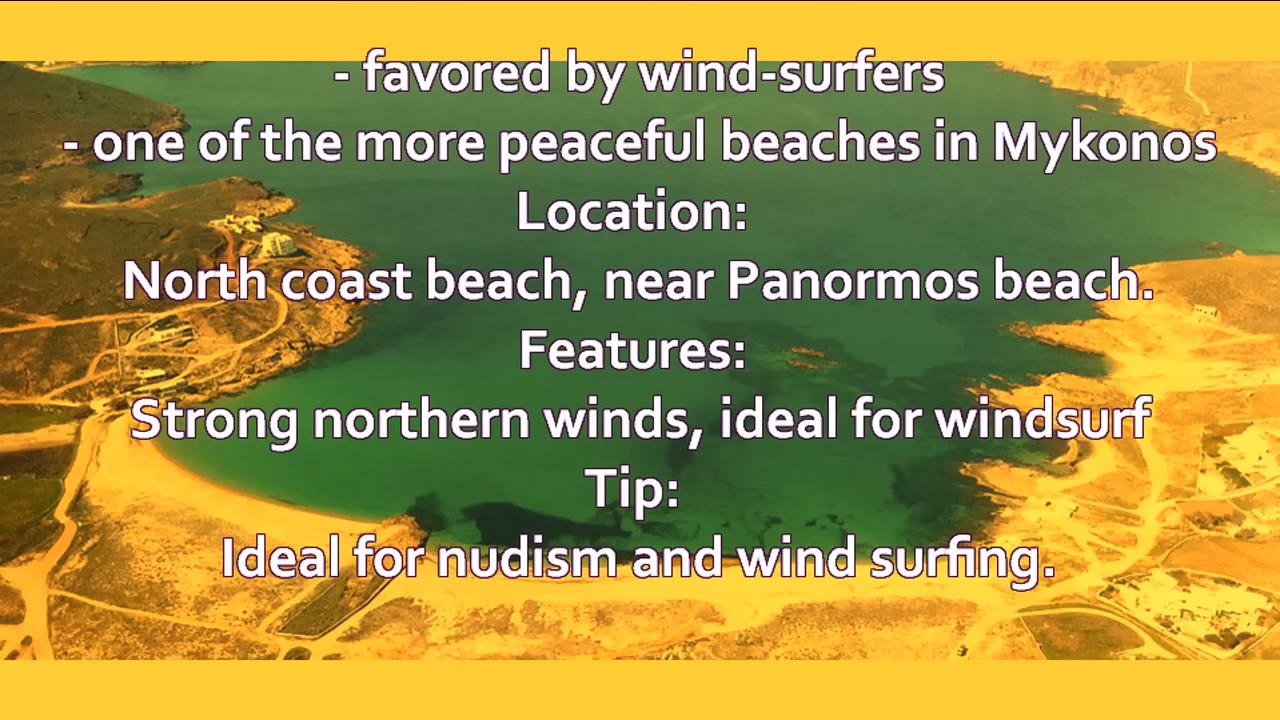 - favored by wind-surfers
- one of the more peaceful beaches in Mykonos
Location:
North coast beach, near Panormos beach.
Features:
Strong northern winds, ideal for windsurf
Tip:
Ideal for nudism and wind surfing.